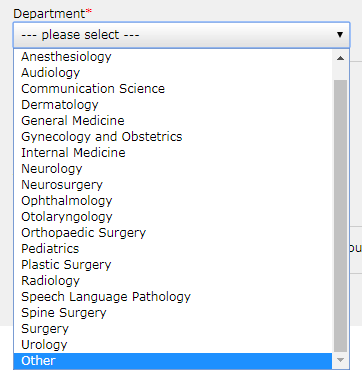 Department*
--- please select ---
Anesthesiology
Audiology
Communication Science
Dermatology
General Medicine
Gynecology and Obstetrics
Internal Medicine
Neurology
Neurosurgery
Ophthalmology
Otolaryngology
Orthopaedic Surgery
Pediatrics
Plastic Surgery
Radiology
Speech Language Pathology
Spine Surgery
Surgery
Urology
Other